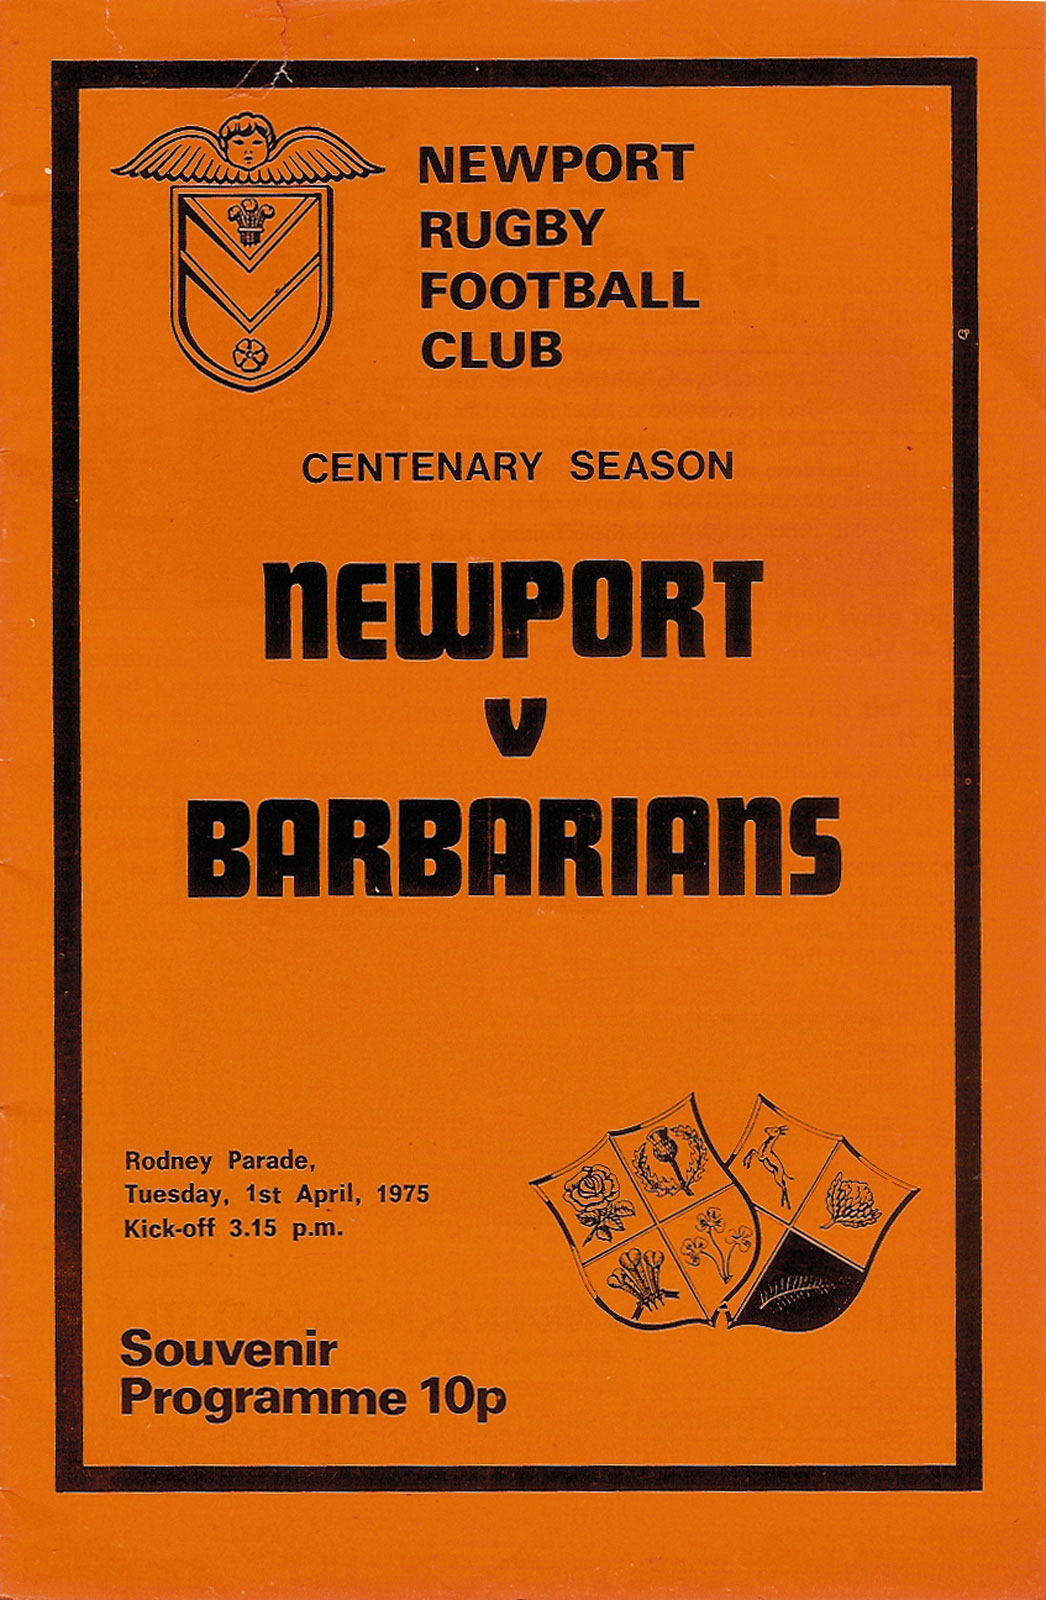 NEWPORT
RUGBY
FOOTBALL
CLUB
CENTENARY SEASON
NEWPORT
V
BARBARIANS
Rodney Parade,
Tuesday, 1st April, 1975
Kick-off 3.15 p.m.
Souvenir
Programme 10p